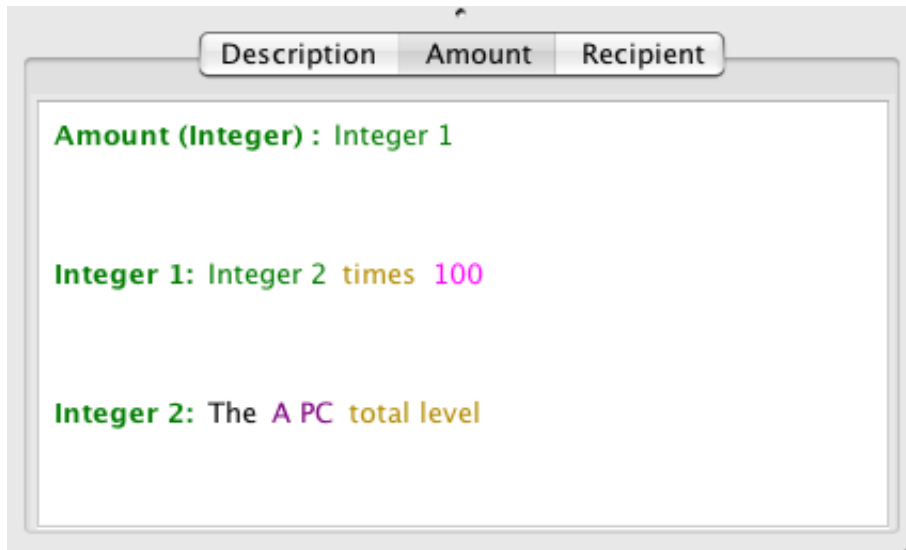 Description Amount Recipient
Amount (Integer) : Integer 1
Integer 1: Integer 2 times 100
Integer 2: The A PC total level